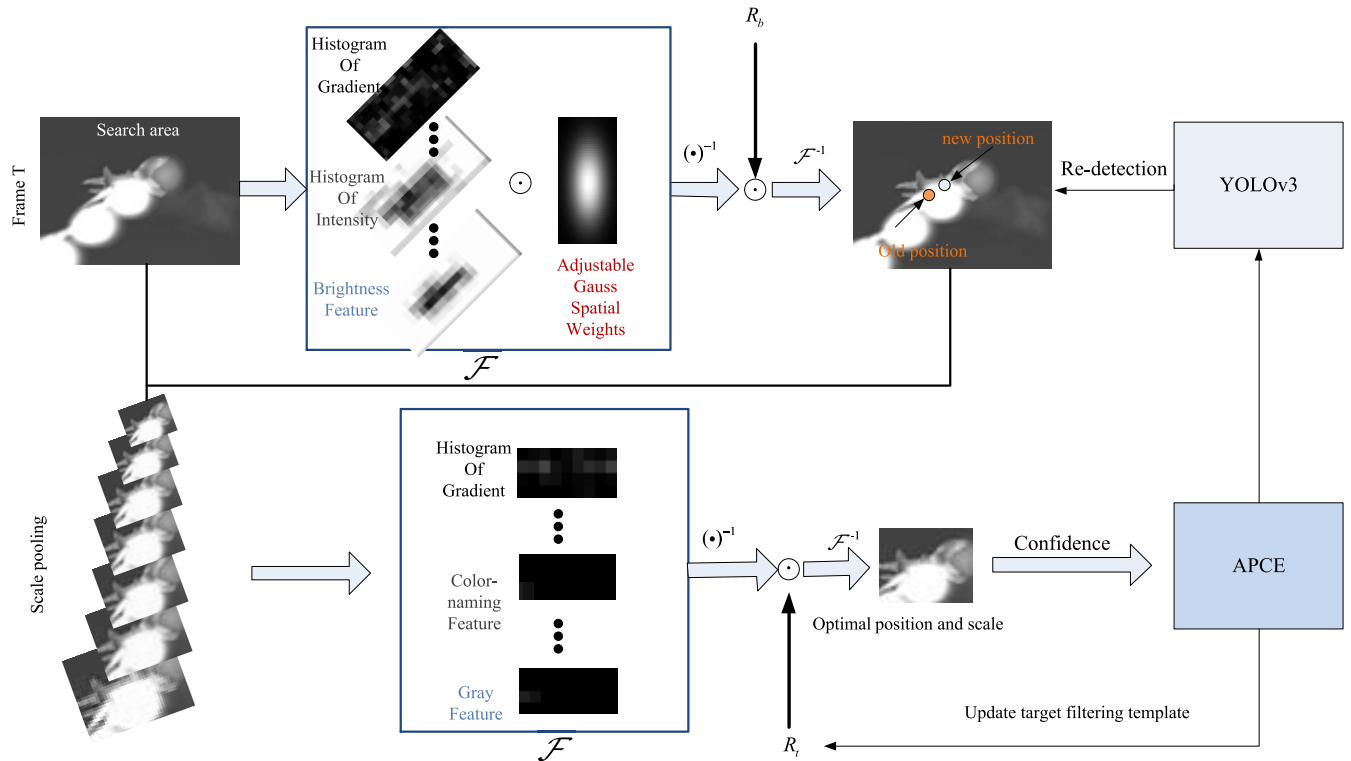 R_b
Histogram
Of
Gradient
Search area
Frame T
Histogram
Of
Intensity
Brightness
Feature
Adjustable
Gauss
Spatial
Weights
ℱ
(•)⁻¹
ℱ⁻¹
new position
Old position
Re-detection
YOLOv3
Scale pooling
Histogram
Of
Gradient
Color-
naming
Feature
Gray
Feature
ℱ
(•)⁻¹
ℱ⁻¹
Optimal position and scale
Confidence
APCE
Update target filtering template
R_t